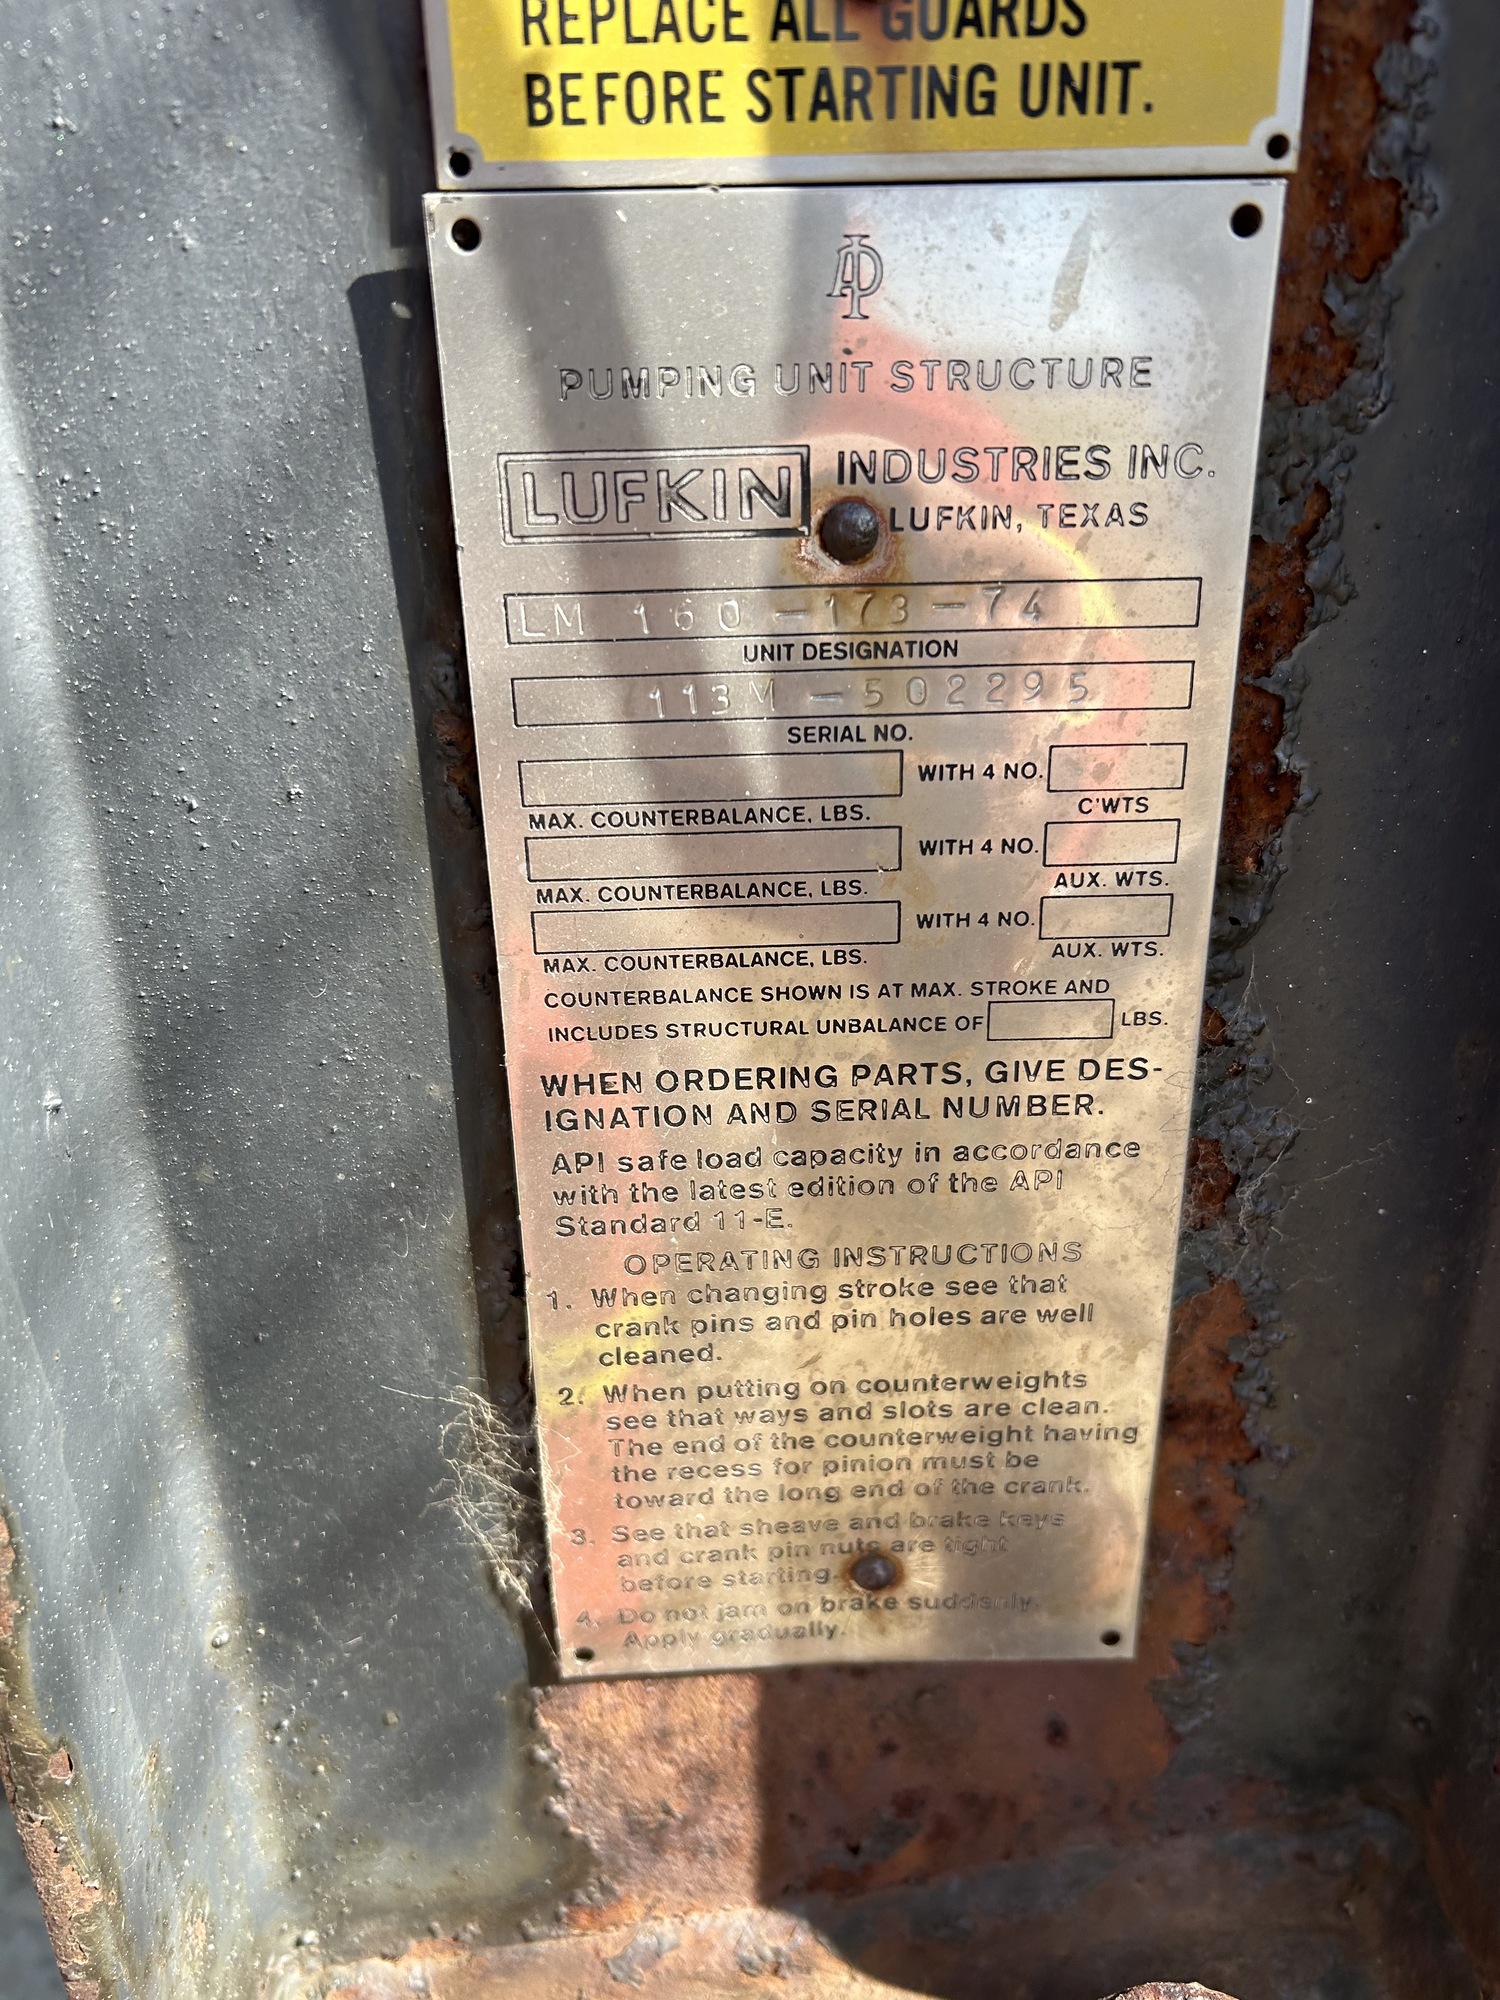 REPLACE ALL GUARDS
BEFORE STARTING UNIT.
API
PUMPING UNIT STRUCTURE
LUFKIN INDUSTRIES INC.
LUFKIN, TEXAS
LM 160-173-74
UNIT DESIGNATION
113M-502295
SERIAL NO.
WITH 4 NO.
MAX. COUNTERBALANCE, LBS. C'WTS
WITH 4 NO.
MAX. COUNTERBALANCE, LBS. AUX. WTS.
WITH 4 NO.
MAX. COUNTERBALANCE, LBS. AUX. WTS.
COUNTERBALANCE SHOWN IS AT MAX. STROKE AND
INCLUDES STRUCTURAL UNBALANCE OF LBS.
WHEN ORDERING PARTS, GIVE DES-
IGNATION AND SERIAL NUMBER.
API safe load capacity in accordance
with the latest edition of the API
Standard 11-E.
OPERATING INSTRUCTIONS
1. When changing stroke see that
crank pins and pin holes are well
cleaned.
2. When putting on counterweights
see that ways and slots are clean.
The end of the counterweight having
the recess for pinion must be
toward the long end of the crank.
3. See that sheave and brake keys
and crank pin nuts are tight
before starting.
4. Do not jam on brake suddenly.
Apply gradually.